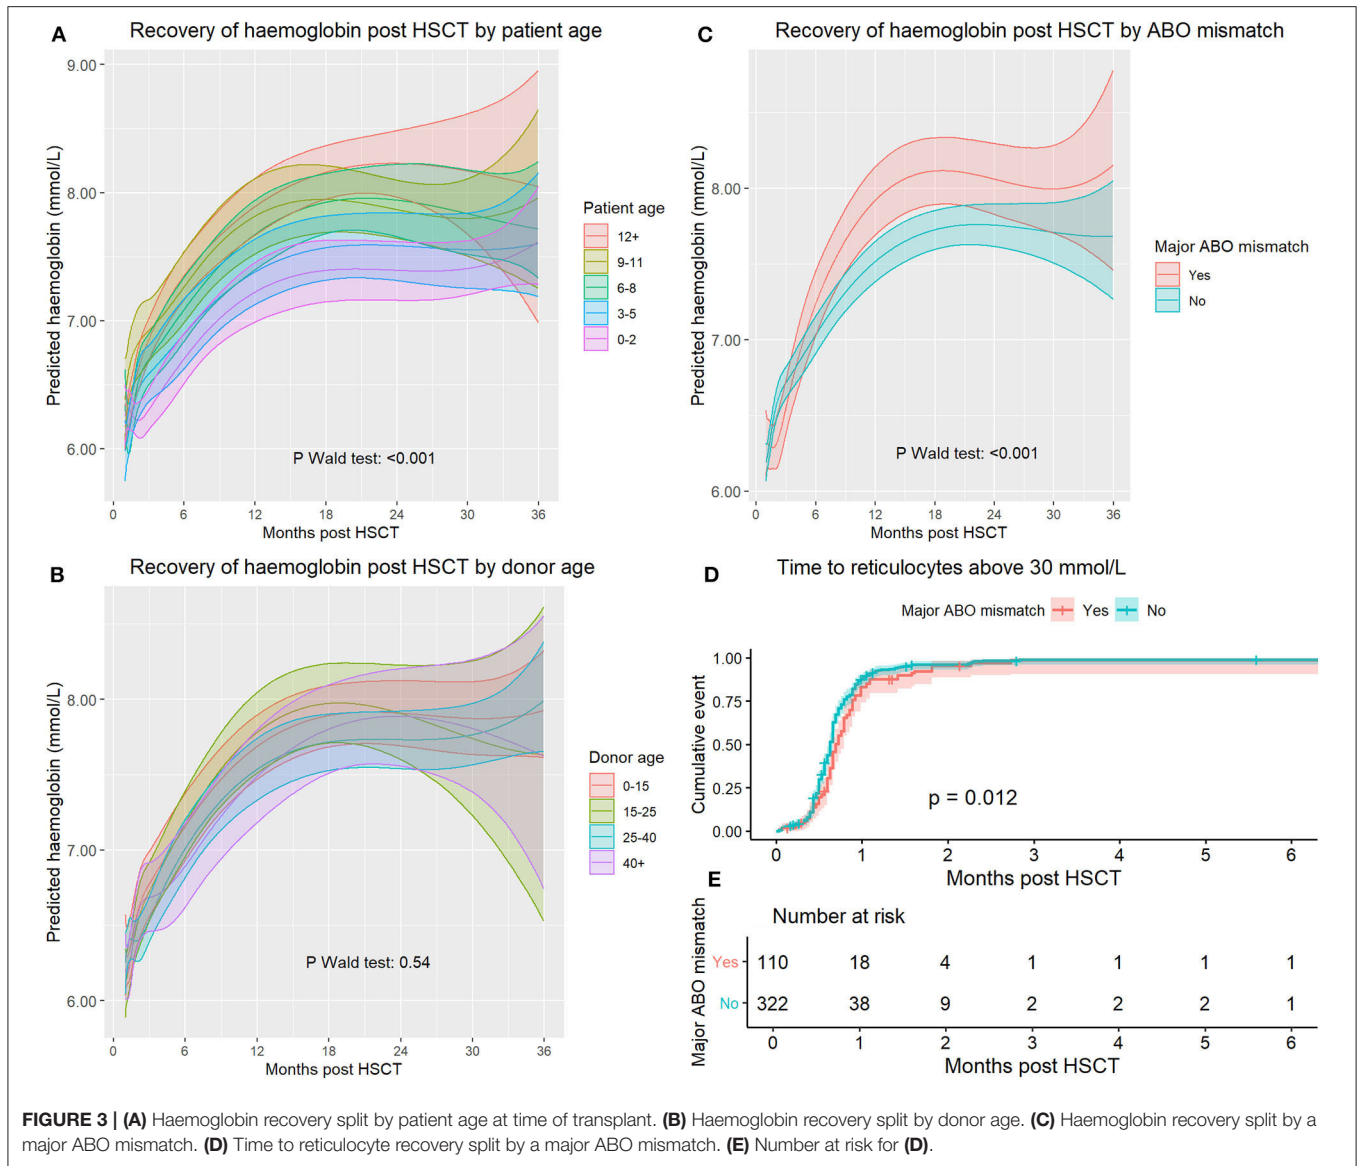 A
Recovery of haemoglobin post HSCT by patient age
Predicted haemoglobin (mmol/L)
9.00
8.00
7.00
6.00
P Wald test: <0.001
0 6 12 18 24 30 36
Months post HSCT
Patient age
12+
9-11
6-8
3-5
0-2
C
Recovery of haemoglobin post HSCT by ABO mismatch
Predicted haemoglobin (mmol/L)
8.00
7.00
6.00
P Wald test: <0.001
0 6 12 18 24 30 36
Months post HSCT
Major ABO mismatch
Yes
No
B
Recovery of haemoglobin post HSCT by donor age
Predicted haemoglobin (mmol/L)
8.00
7.00
6.00
P Wald test: 0.54
0 6 12 18 24 30 36
Months post HSCT
Donor age
0-15
15-25
25-40
40+
D
Time to reticulocytes above 30 mmol/L
Major ABO mismatch Yes No
Cumulative event
1.00
0.75
0.50
0.25
0.00
p = 0.012
0 1 2 3 4 5 6
Months post HSCT
E
Number at risk
Major ABO mismatch
Yes 110 18 4 1 1 1 1
No 322 38 9 2 2 2 1
0 1 2 3 4 5 6
Months post HSCT
FIGURE 3 | (A) Haemoglobin recovery split by patient age at time of transplant. (B) Haemoglobin recovery split by donor age. (C) Haemoglobin recovery split by a
major ABO mismatch. (D) Time to reticulocyte recovery split by a major ABO mismatch. (E) Number at risk for (D).